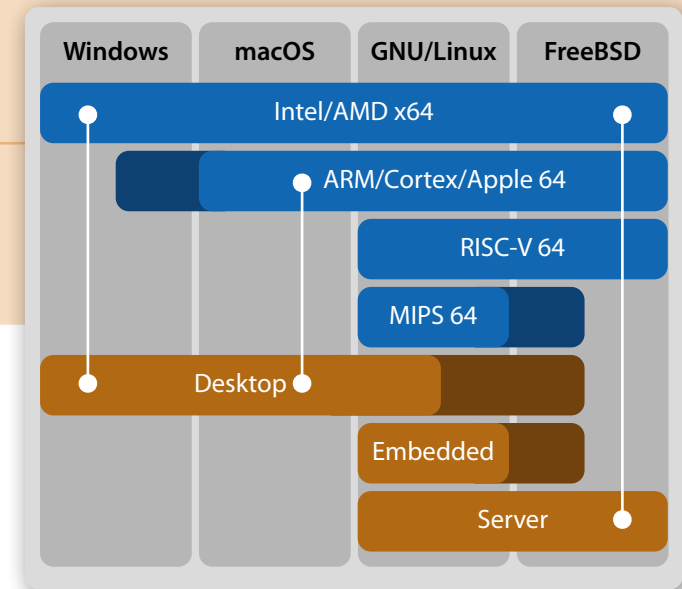 Windows macOS GNU/Linux FreeBSD
Intel/AMD x64
ARM/Cortex/Apple 64
RISC-V 64
MIPS 64
Desktop
Embedded
Server